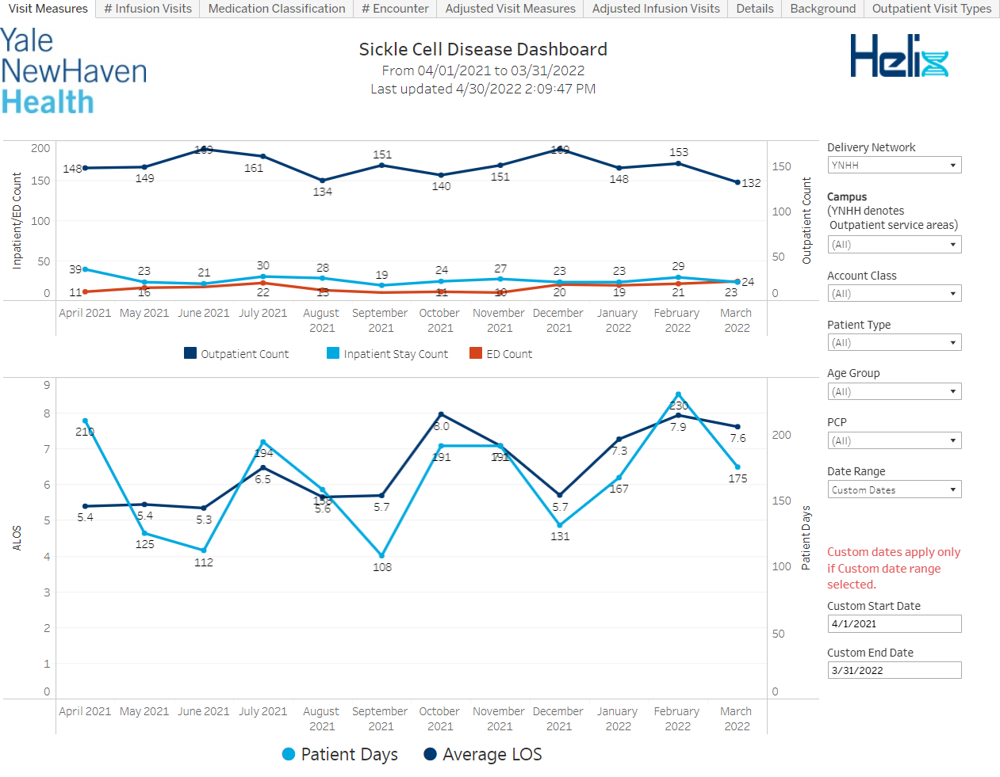 Visit Measures # Infusion Visits Medication Classification # Encounter Adjusted Visit Measures Adjusted Infusion Visits Details Background Outpatient Visit Types
Yale
NewHaven
Health
Sickle Cell Disease Dashboard
From 04/01/2021 to 03/31/2022
Last updated 4/30/2022 2:09:47 PM
Helix
Inpatient/ED Count
200
150
100
50
0
148 149 161 134 151 140 151 148 153 132
39 23 21 30 28 19 24 27 23 23 29 24
11 16 22 13 11 10 20 19 21 23
150
100
50
0
Outpatient Count
April 2021 May 2021 June 2021 July 2021 August 2021 September 2021 October 2021 November 2021 December 2021 January 2022 February 2022 March 2022
Outpatient Count Inpatient Stay Count ED Count
ALOS
9
8
7
6
5
4
3
2
1
0
210 125 112 194 158 108 191 191 131 167 230 175
5.4 5.4 5.3 6.5 5.6 5.7 8.0 5.7 7.3 7.9 7.6
200
150
100
50
0
Patient Days
April 2021 May 2021 June 2021 July 2021 August 2021 September 2021 October 2021 November 2021 December 2021 January 2022 February 2022 March 2022
Patient Days Average LOS
Delivery Network
YNHH
Campus
(YNHH denotes
Outpatient service areas)
(All)
Account Class
(All)
Patient Type
(All)
Age Group
(All)
PCP
(All)
Date Range
Custom Dates
Custom dates apply only
if Custom date range
selected.
Custom Start Date
4/1/2021
Custom End Date
3/31/2022